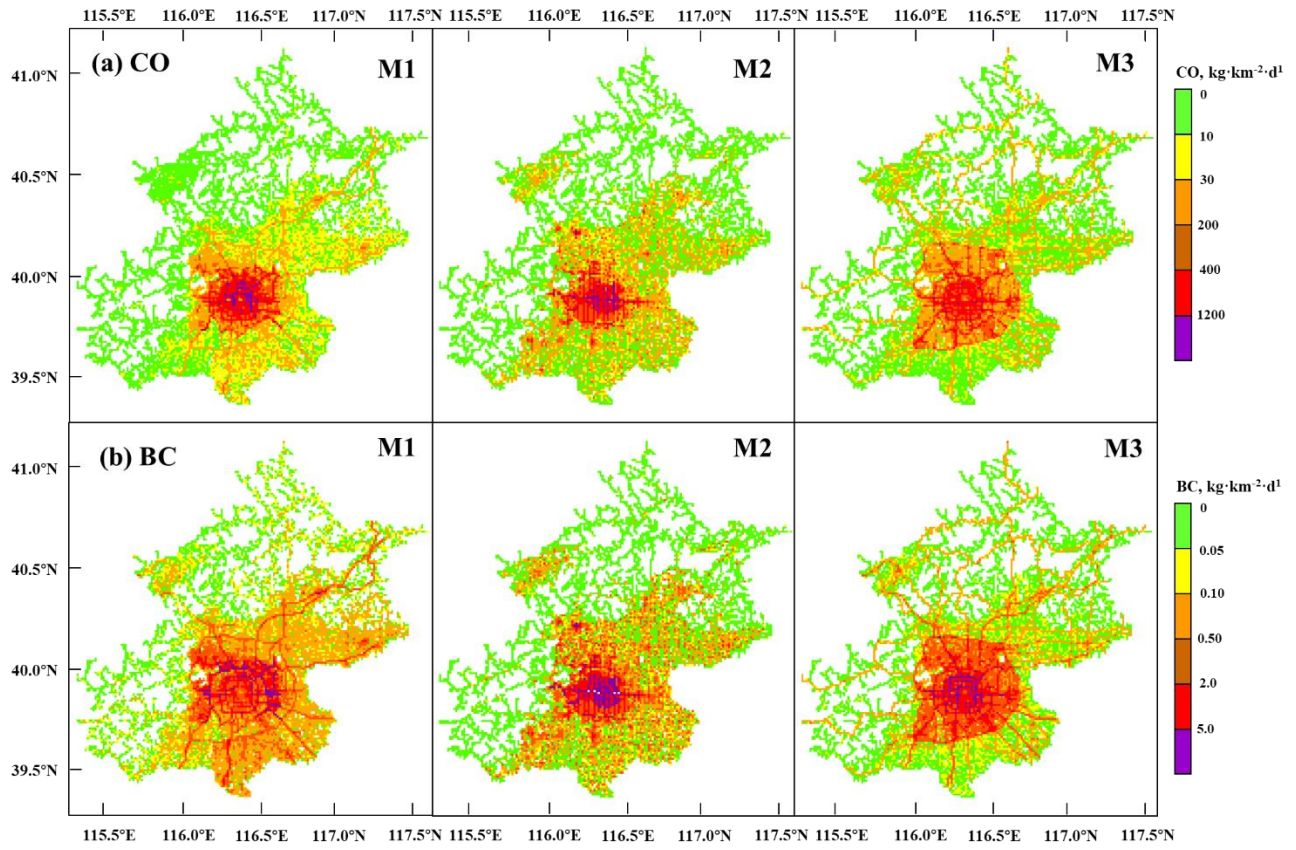 115.5°E 116.0°E 116.5°E 117.0°E 117.5°E 115.5°E 116.0°E 116.5°E 117.0°E 117.5°E 115.5°E 116.0°E 116.5°E 117.0°E 117.5°E
(a) CO M1 M2 M3
41.0°N
40.5°N
40.0°N
39.5°N
CO, kg·km⁻²·d¹
0
10
30
200
400
1200
(b) BC M1 M2 M3
41.0°N
40.5°N
40.0°N
39.5°N
BC, kg·km⁻²·d¹
0
0.05
0.10
0.50
2.0
5.0
115.5°E 116.0°E 116.5°E 117.0°E 117.5°E 115.5°E 116.0°E 116.5°E 117.0°E 117.5°E 115.5°E 116.0°E 116.5°E 117.0°E 117.5°E